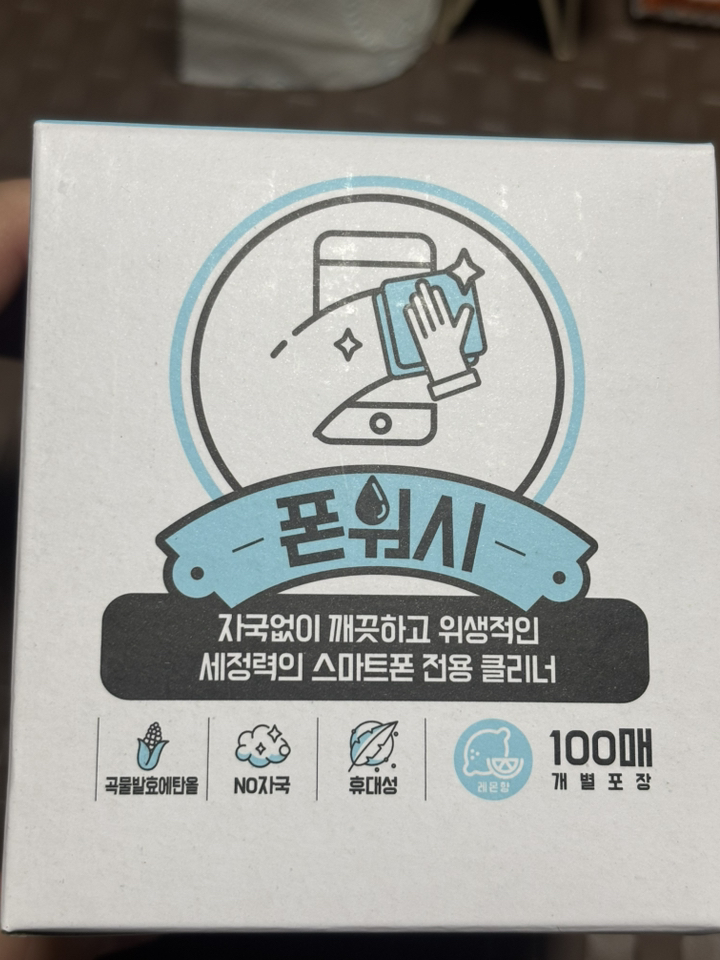 폰워시
자국없이 깨끗하고 위생적인
세정력의 스마트폰 전용 클리너
곡물발효에탄올
NO자국
휴대성
레몬향
100매
개별포장